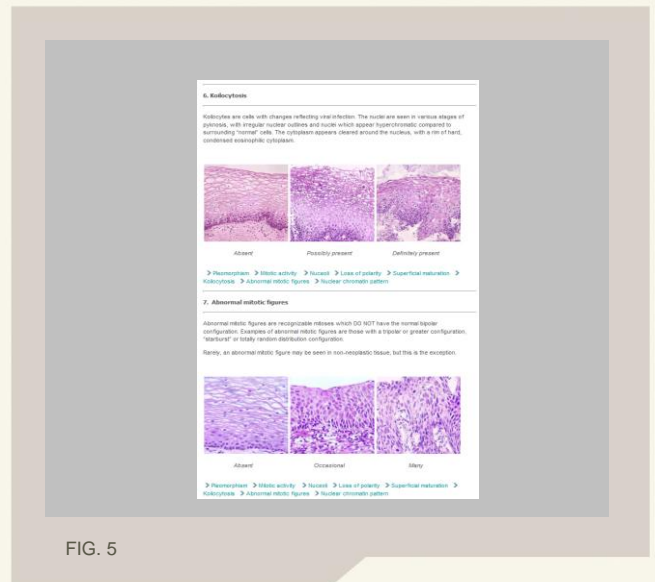 6. Koilocytosis
Koilocytes are cells with changes reflecting viral infection. The nuclei are seen in various stages of
pyknosis, with irregular nuclear outlines and nuclei which appear hyperchromatic compared to
surrounding "normal" cells. The cytoplasm appears cleared around the nucleus, with a rim of hard,
condensed eosinophilic cytoplasm.
Absent Possibly present Definitely present
> Pleomorphism > Mitotic activity > Nucleoli > Loss of polarity > Superficial maturation >
Koilocytosis > Abnormal mitotic figures > Nuclear chromatin pattern
7. Abnormal mitotic figures
Abnormal mitotic figures are recognizable mitoses which DO NOT have the normal bipolar
configuration. Examples of abnormal mitotic figures are those with a tripolar or greater configuration,
"starburst" or totally random distribution configuration.
Rarely, an abnormal mitotic figure may be seen in non-neoplastic tissue, but this is the exception.
Absent Occasional Many
> Pleomorphism > Mitotic activity > Nucleoli > Loss of polarity > Superficial maturation >
Koilocytosis > Abnormal mitotic figures > Nuclear chromatin pattern
FIG. 5